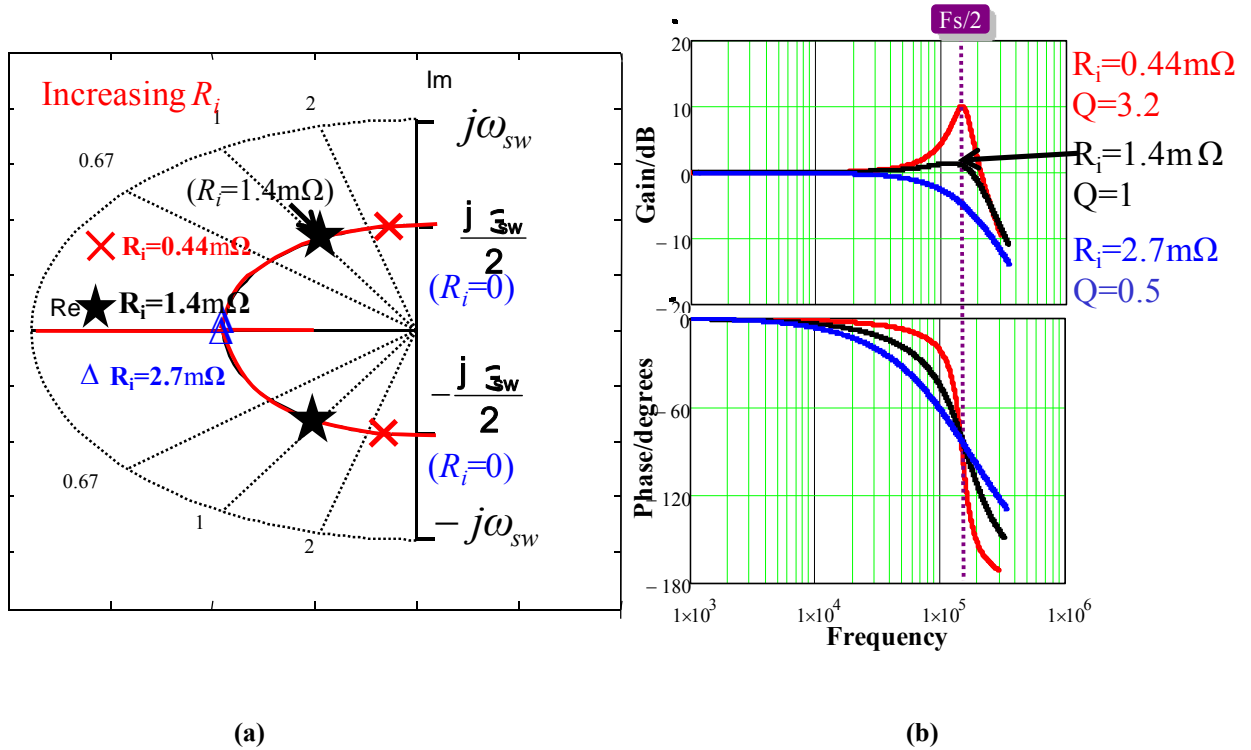 Increasing Ri
Im
2
1
0.67
jωsw
(Ri=1.4mΩ)
Ri=0.44mΩ
2
(Ri=0)
Re
Ri=1.4mΩ
Ri=2.7mΩ
2
(Ri=0)
0.67
1
2
−jωsw
(a)
Fs/2
20
10
0
−10
−20
Gain/dB
Ri=0.44mΩ
Q=3.2
Ri=1.4mΩ
Q=1
Ri=2.7mΩ
Q=0.5
0
−60
−120
−180
Phase/degrees
1×10³
1×10⁴
1×10⁵
1×10⁶
Frequency
(b)